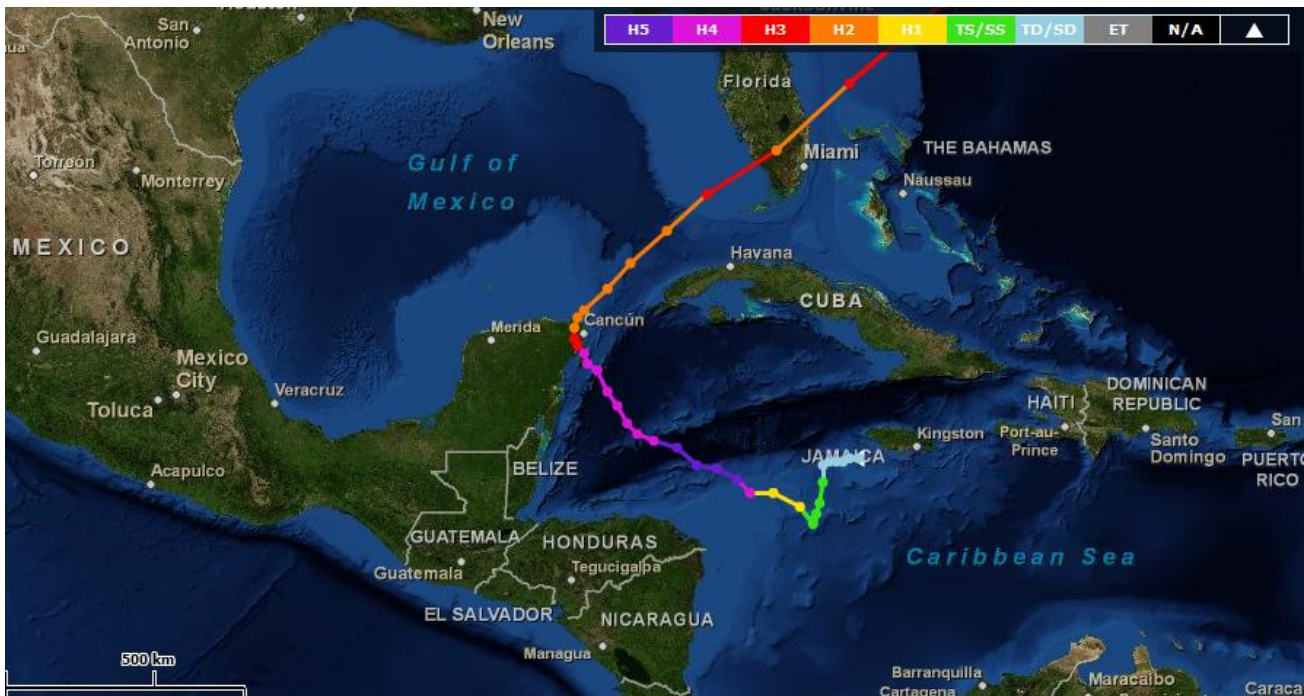 San
Antonio
New
Orleans
H5 H4 H3 H2 H1 TS/SS TD/SD ET N/A
Florida
Torreón
Monterrey
Gulf of
Mexico
Miami
THE BAHAMAS
Naussau
MEXICO
Havana
CUBA
Guadalajara
Mexico
City
Toluca
Veracruz
Merida
Cancún
Acapulco
BELIZE
HAITI
Port-au-
Prince
DOMINICAN
REPUBLIC
Santo
Domingo
San
PUERTO
RICO
Kingston
JAMAICA
GUATEMALA
Guatemala
HONDURAS
Tegucigalpa
Caribbean Sea
EL SALVADOR
NICARAGUA
Managua
500 km
Barranquilla
Cartagena
Maracaibo
Caraca